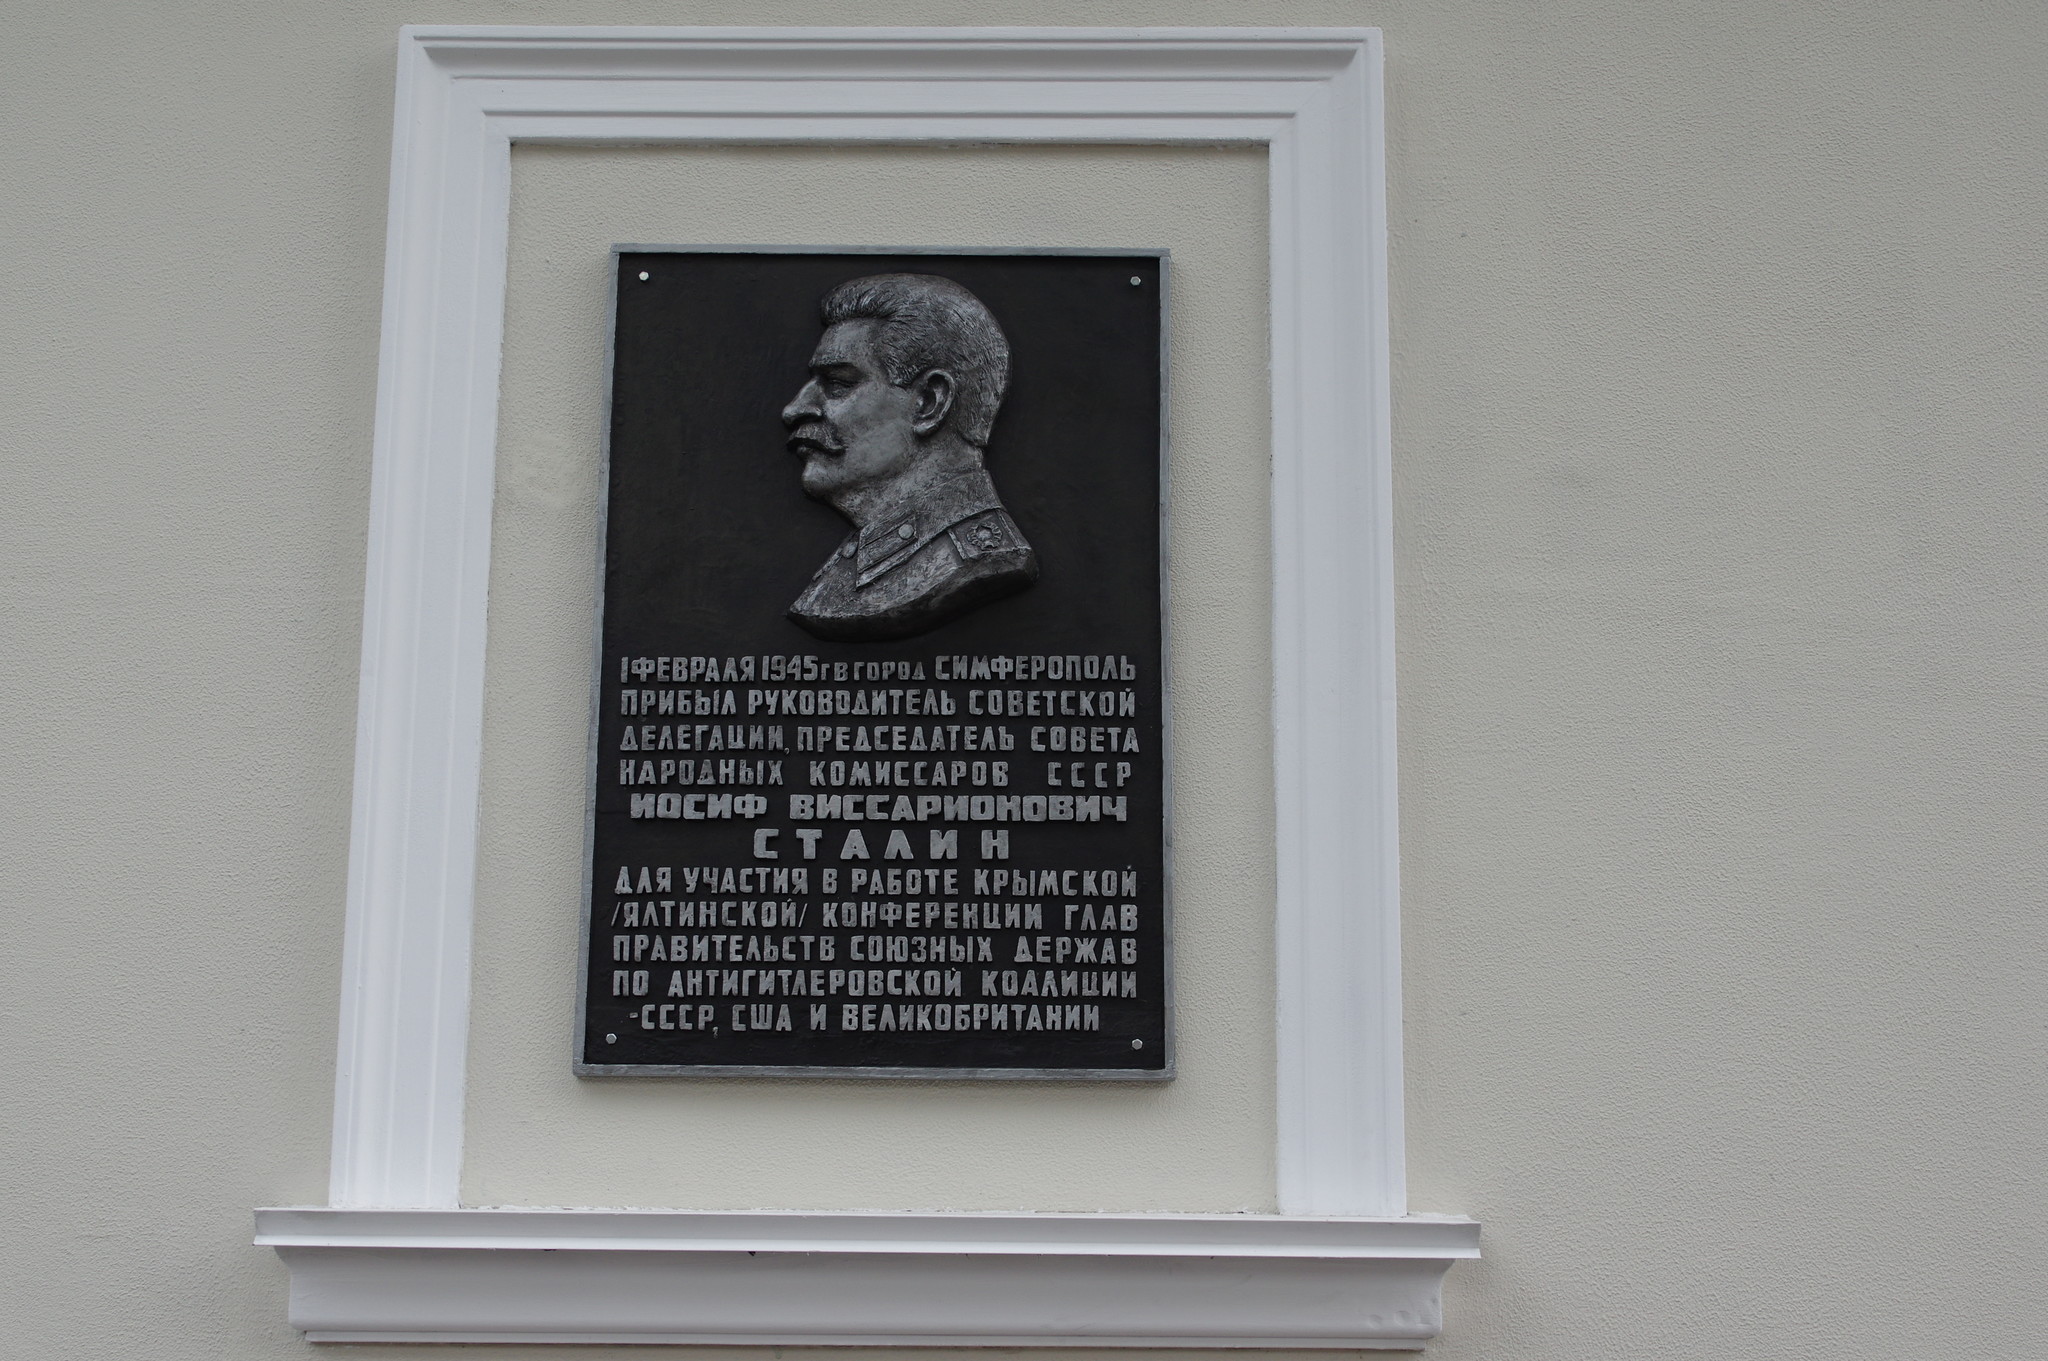 1 ФЕВРАЛЯ 1945Г В ГОРОД СИМФЕРОПОЛЬ
ПРИБЫЛ РУКОВОДИТЕЛЬ СОВЕТСКОЙ
ДЕЛЕГАЦИИ, ПРЕДСЕДАТЕЛЬ СОВЕТА
НАРОДНЫХ КОМИССАРОВ СССР
ИОСИФ ВИССАРИОНОВИЧ
СТАЛИН
ДЛЯ УЧАСТИЯ В РАБОТЕ КРЫМСКОЙ
/ЯЛТИНСКОЙ/ КОНФЕРЕНЦИИ ГЛАВ
ПРАВИТЕЛЬСТВ СОЮЗНЫХ ДЕРЖАВ
ПО АНТИГИТЛЕРОВСКОЙ КОАЛИЦИИ
-СССР, США И ВЕЛИКОБРИТАНИИ